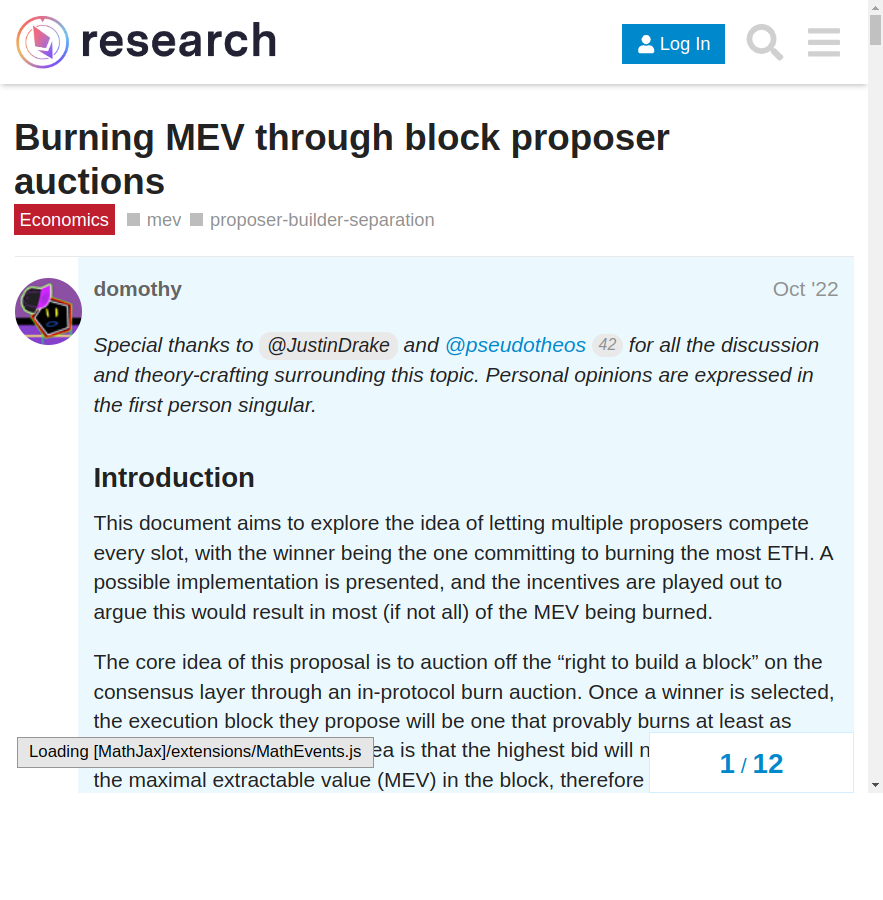 research
Log In
Burning MEV through block proposer
auctions
Economics mev proposer-builder-separation
domothy Oct '22
Special thanks to @JustinDrake and @pseudotheos 42 for all the discussion
and theory-crafting surrounding this topic. Personal opinions are expressed in
the first person singular.
Introduction
This document aims to explore the idea of letting multiple proposers compete
every slot, with the winner being the one committing to burning the most ETH. A
possible implementation is presented, and the incentives are played out to
argue this would result in most (if not all) of the MEV being burned.
The core idea of this proposal is to auction off the “right to build a block” on the
consensus layer through an in-protocol burn auction. Once a winner is selected,
the execution block they propose will be one that provably burns at least as
Loading [MathJax]/extensions/MathEvents.js
is that the highest bid will
the maximal extractable value (MEV) in the block, therefore
1 / 12